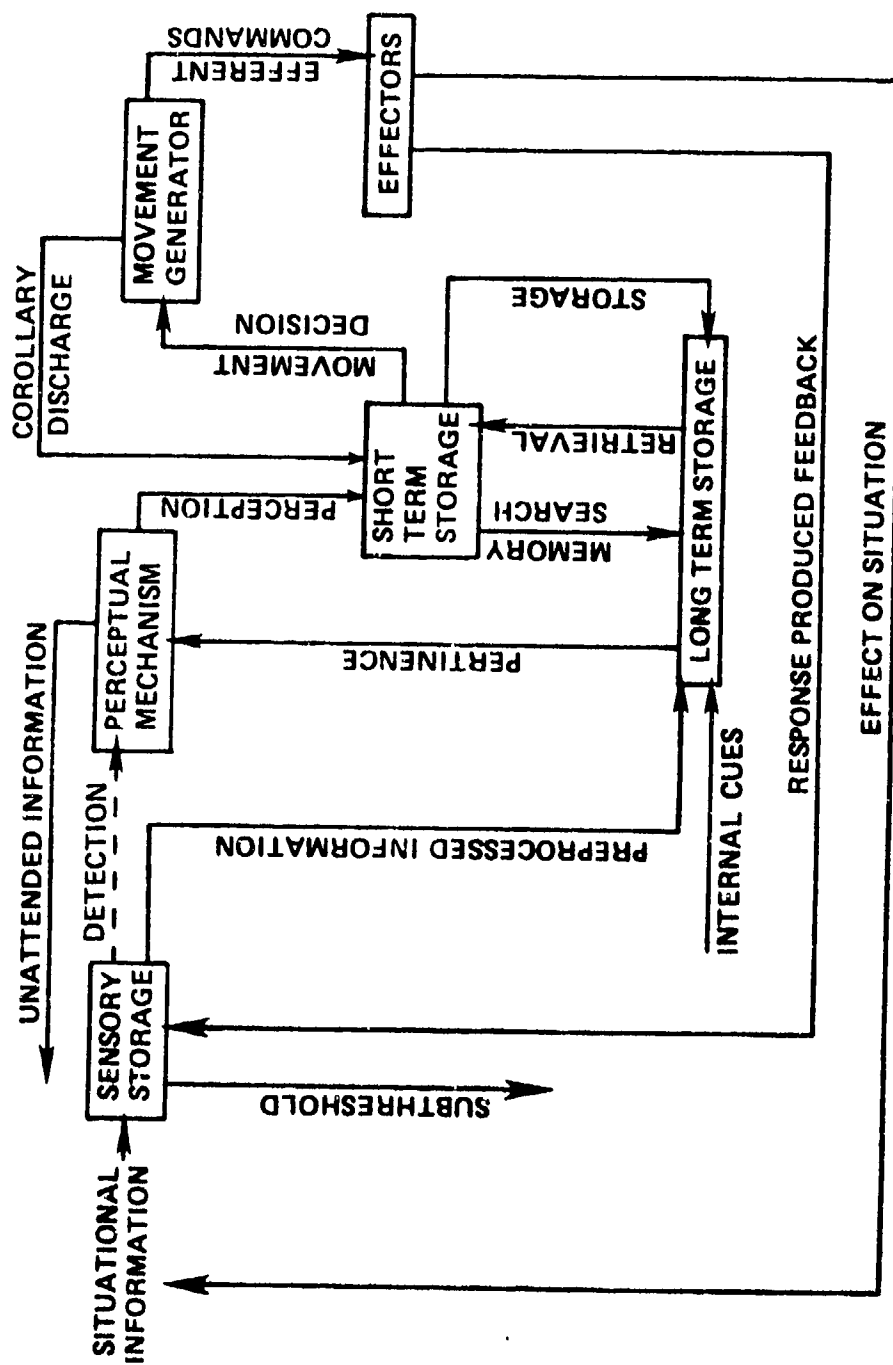 UNATTENDED INFORMATION
COROLLARY
DISCHARGE
SITUATIONAL
INFORMATION
SENSORY
STORAGE
DETECTION
PERCEPTUAL
MECHANISM
MOVEMENT
GENERATOR
SUBTHRESHOLD
PREPROCESSED INFORMATION
PERTINENCE
PERCEPTION
MOVEMENT
DECISION
EFFERENT
COMMANDS
SHORT
TERM
STORAGE
EFFECTORS
MEMORY
SEARCH
RETRIEVAL
STORAGE
INTERNAL CUES
LONG TERM STORAGE
RESPONSE PRODUCED FEEDBACK
EFFECT ON SITUATION